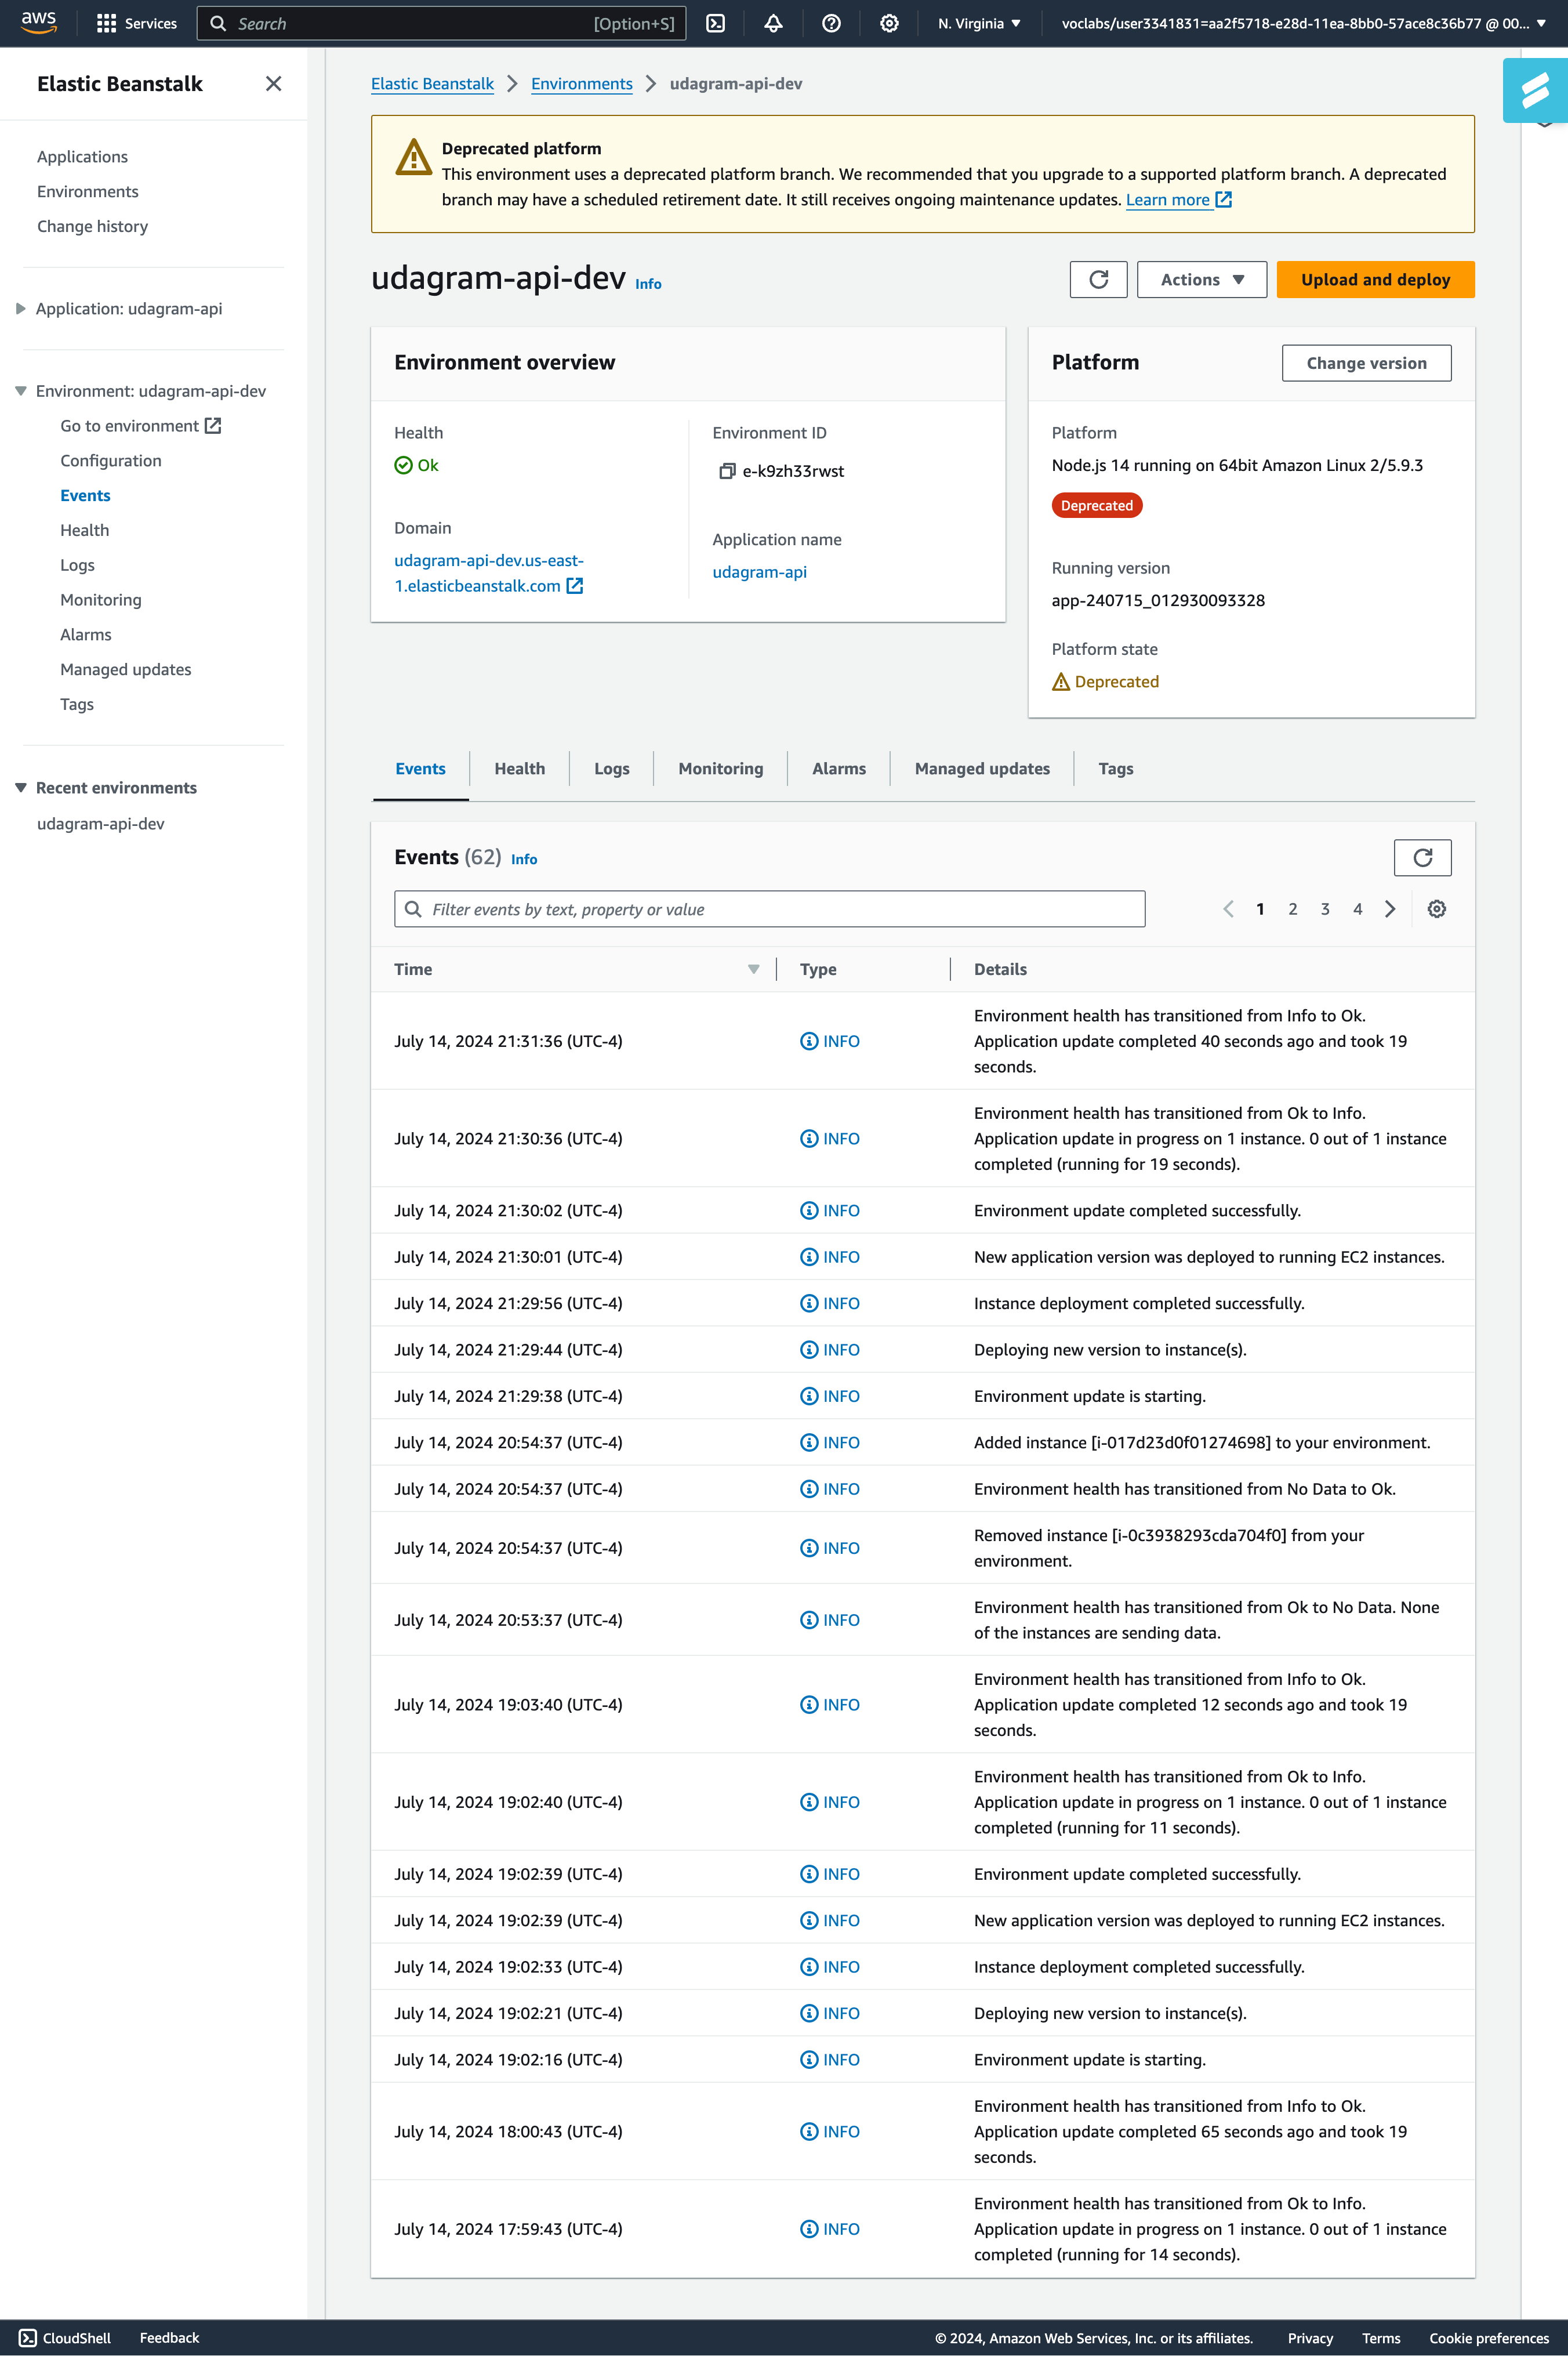 aws
Services
Search
[Option+S]
N. Virginia
voclabs/user3341831=aa2f5718-e28d-11ea-8bb0-57ace8c36b77 @ 00...
Elastic Beanstalk
Applications
Environments
Change history
Application: udagram-api
Environment: udagram-api-dev
Go to environment
Configuration
Events
Health
Logs
Monitoring
Alarms
Managed updates
Tags
Recent environments
udagram-api-dev
Elastic Beanstalk
Environments
udagram-api-dev
Deprecated platform
This environment uses a deprecated platform branch. We recommended that you upgrade to a supported platform branch. A deprecated
branch may have a scheduled retirement date. It still receives ongoing maintenance updates. Learn more
udagram-api-dev Info
Actions
Upload and deploy
Environment overview
Health
Ok
Domain
udagram-api-dev.us-east-
1.elasticbeanstalk.com
Environment ID
e-k9zh33rwst
Application name
udagram-api
Platform
Change version
Platform
Node.js 14 running on 64bit Amazon Linux 2/5.9.3
Deprecated
Running version
app-240715_012930093328
Platform state
Deprecated
Events
Health
Logs
Monitoring
Alarms
Managed updates
Tags
Events (62) Info
Filter events by text, property or value
1 2 3 4
Time Type Details
July 14, 2024 21:31:36 (UTC-4) INFO Environment health has transitioned from Info to Ok.
Application update completed 40 seconds ago and took 19
seconds.
July 14, 2024 21:30:36 (UTC-4) INFO Environment health has transitioned from Ok to Info.
Application update in progress on 1 instance. 0 out of 1 instance
completed (running for 19 seconds).
July 14, 2024 21:30:02 (UTC-4) INFO Environment update completed successfully.
July 14, 2024 21:30:01 (UTC-4) INFO New application version was deployed to running EC2 instances.
July 14, 2024 21:29:56 (UTC-4) INFO Instance deployment completed successfully.
July 14, 2024 21:29:44 (UTC-4) INFO Deploying new version to instance(s).
July 14, 2024 21:29:38 (UTC-4) INFO Environment update is starting.
July 14, 2024 20:54:37 (UTC-4) INFO Added instance [i-017d23d0f01274698] to your environment.
July 14, 2024 20:54:37 (UTC-4) INFO Environment health has transitioned from No Data to Ok.
July 14, 2024 20:54:37 (UTC-4) INFO Removed instance [i-0c3938293cda704f0] from your
environment.
July 14, 2024 20:53:37 (UTC-4) INFO Environment health has transitioned from Ok to No Data. None
of the instances are sending data.
July 14, 2024 19:03:40 (UTC-4) INFO Environment health has transitioned from Info to Ok.
Application update completed 12 seconds ago and took 19
seconds.
July 14, 2024 19:02:40 (UTC-4) INFO Environment health has transitioned from Ok to Info.
Application update in progress on 1 instance. 0 out of 1 instance
completed (running for 11 seconds).
July 14, 2024 19:02:39 (UTC-4) INFO Environment update completed successfully.
July 14, 2024 19:02:39 (UTC-4) INFO New application version was deployed to running EC2 instances.
July 14, 2024 19:02:33 (UTC-4) INFO Instance deployment completed successfully.
July 14, 2024 19:02:21 (UTC-4) INFO Deploying new version to instance(s).
July 14, 2024 19:02:16 (UTC-4) INFO Environment update is starting.
July 14, 2024 18:00:43 (UTC-4) INFO Environment health has transitioned from Info to Ok.
Application update completed 65 seconds ago and took 19
seconds.
July 14, 2024 17:59:43 (UTC-4) INFO Environment health has transitioned from Ok to Info.
Application update in progress on 1 instance. 0 out of 1 instance
completed (running for 14 seconds).
CloudShell
Feedback
© 2024, Amazon Web Services, Inc. or its affiliates.
Privacy
Terms
Cookie preferences